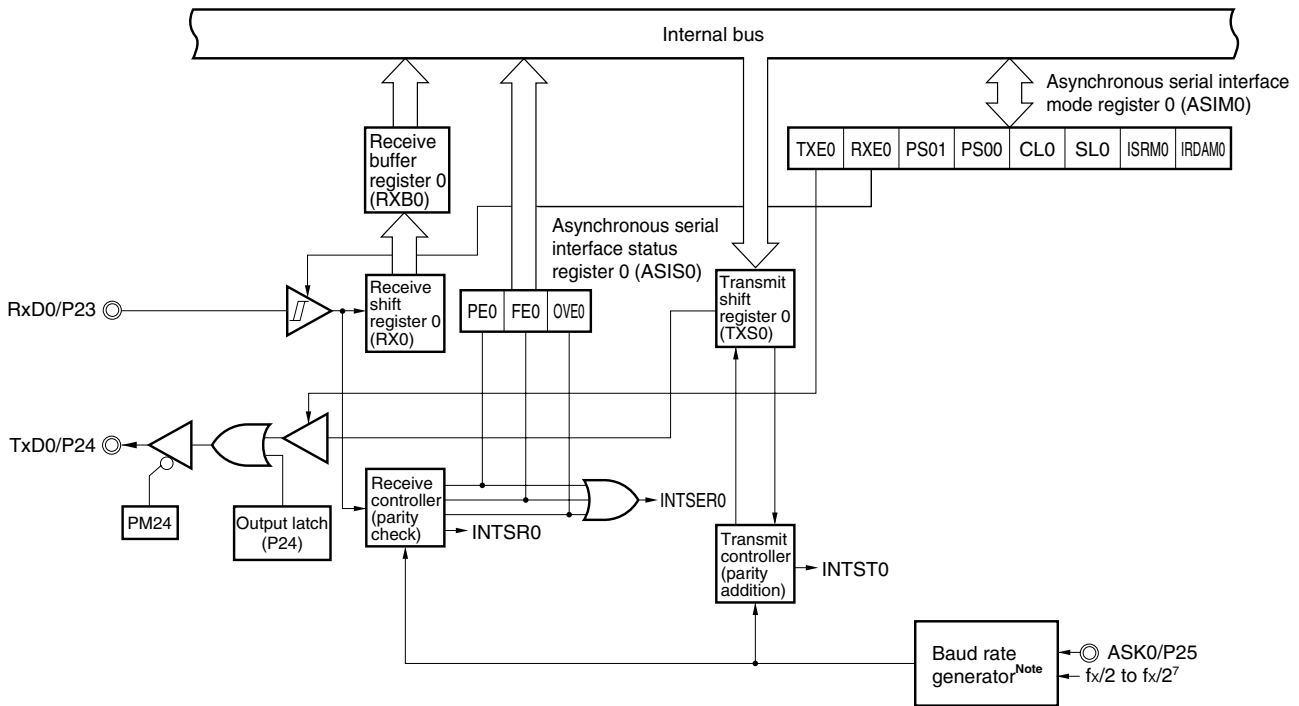 Internal bus
Asynchronous serial interface
mode register 0 (ASIM0)
TXE0 RXE0 PS01 PS00 CL0 SL0 ISRM0 IRDAM0
Receive
buffer
register 0
(RXB0)
Asynchronous serial
interface status
register 0 (ASIS0)
RxD0/P23
Receive
shift
register 0
(RX0)
PE0 FE0 OVE0
Transmit
shift
register 0
(TXS0)
TxD0/P24
PM24
Output latch
(P24)
Receive
controller
(parity
check)
INTSER0
INTSR0
Transmit
controller
(parity
addition)
INTST0
Baud rate
generatorNote
ASK0/P25
fx/2 to fx/2⁷